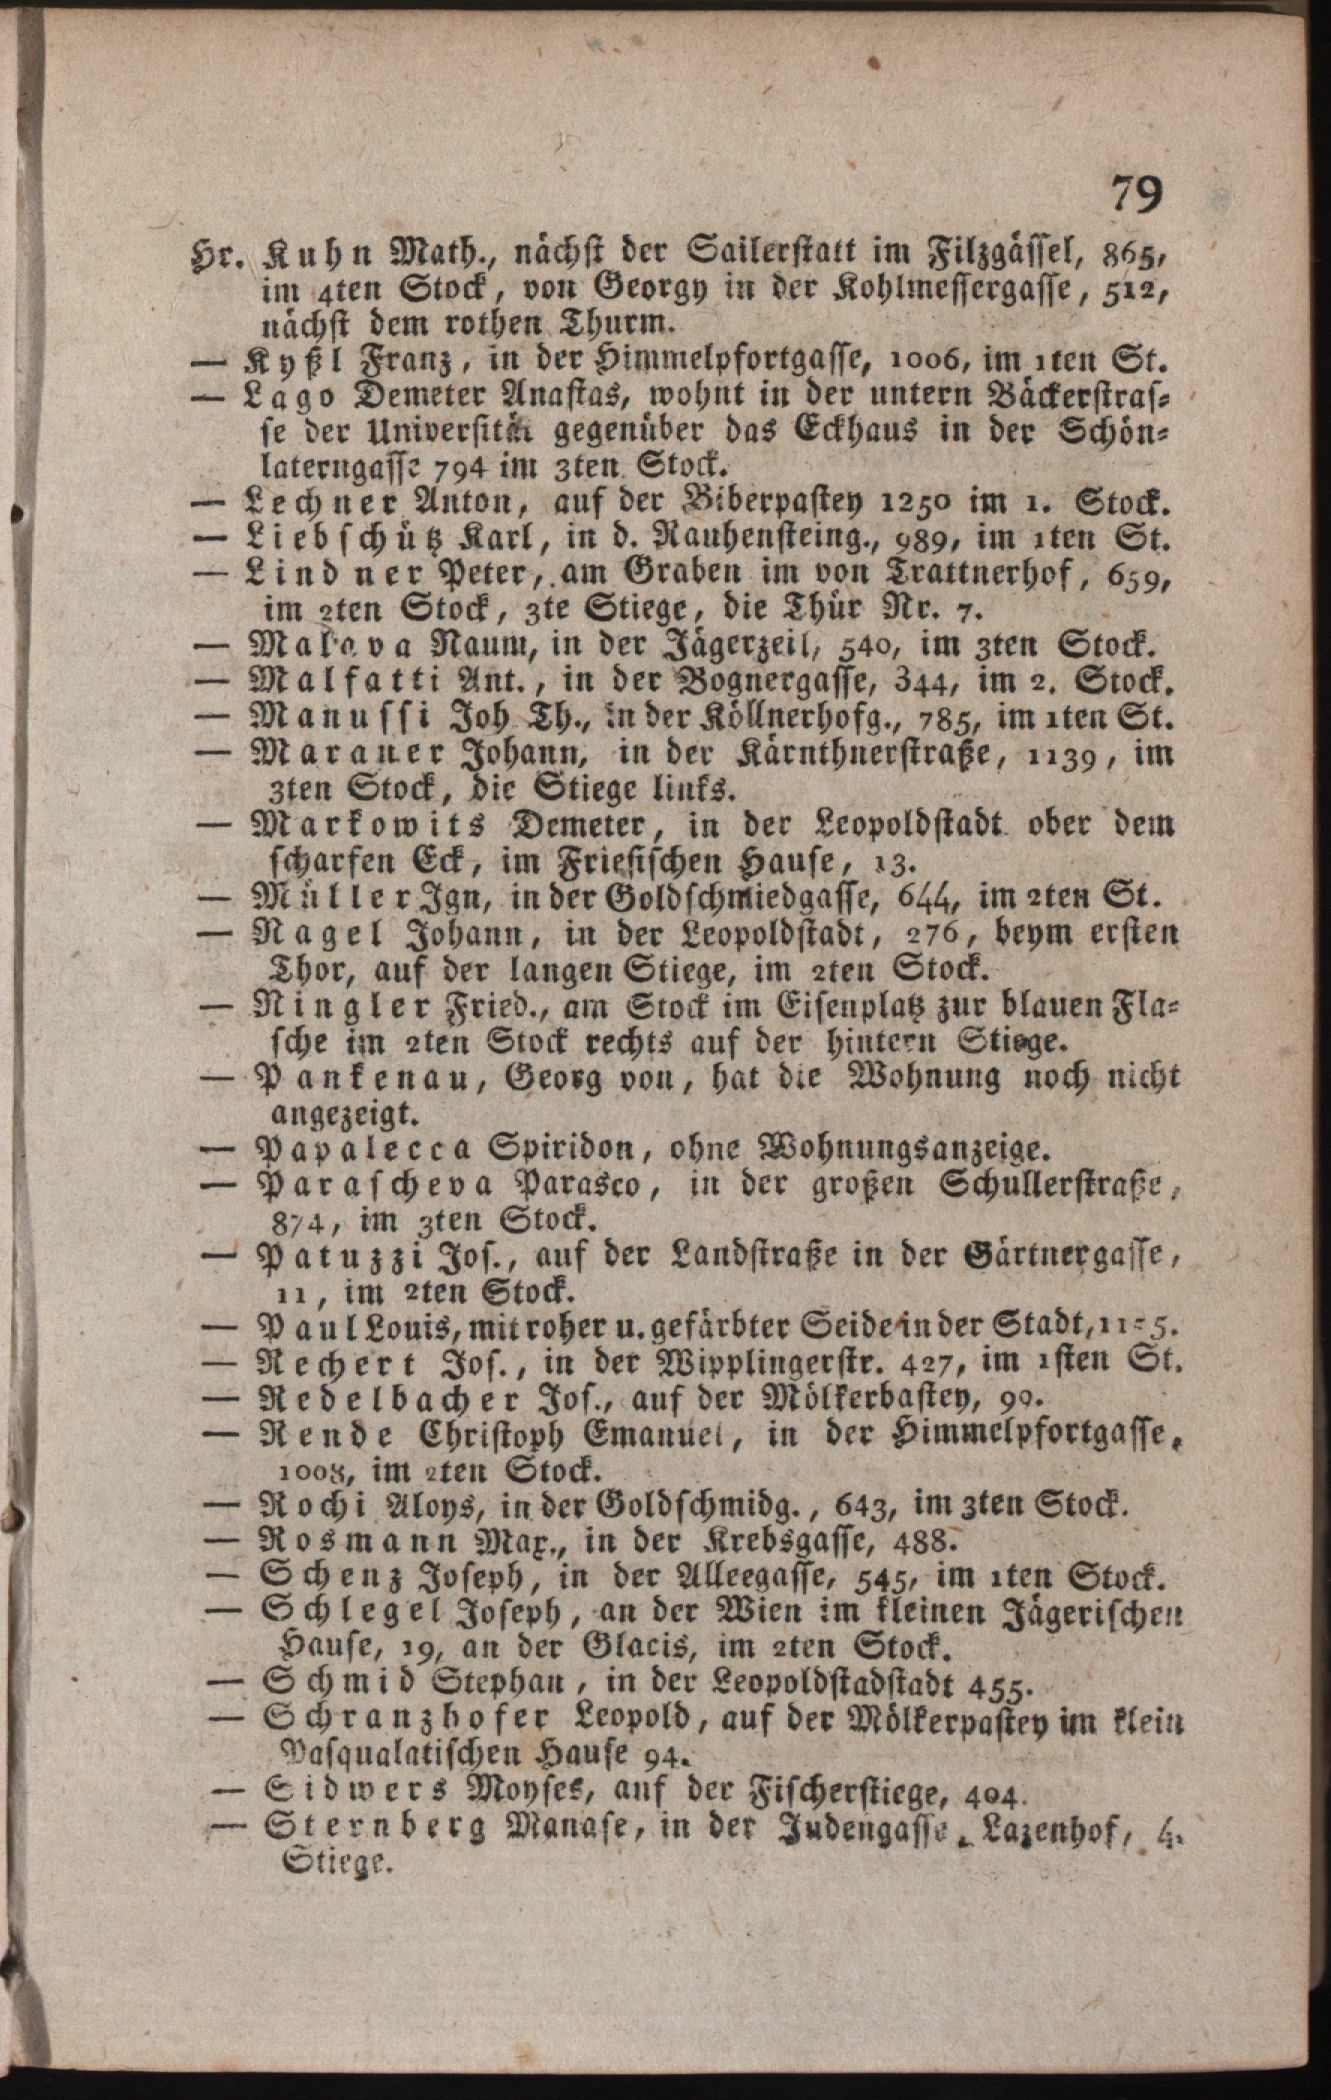 79
Hr. Kuhn Math., nächst der Sailerstatt im Filzgässel, 865,
im 4ten Stock, von Georgy in der Kohlmessergasse, 512,
nächst dem rothen Thurm.
— Kyßl Franz, in der Himmelpfortgasse, 1006, im 1ten St.
— Lago Demeter Anastas, wohnt in der untern Bäckerstras-
se der Universität gegenüber das Eckhaus in der Schön-
laterngasse 794 im 3ten Stock.
— Lechner Anton, auf der Biberpastey 1250 im 1. Stock.
— Liebschütz Karl, in d. Rauhensteing., 989, im 1ten St.
— Lindner Peter, am Graben im von Trattnerhof, 659,
im 2ten Stock, 3te Stiege, die Thür Nr. 7.
— Naum, in der Jägerzeil, 540, im 3ten Stock.
— Malfatti Ant., in der Bognergasse, 344, im 2. Stock.
— Manussi Joh Th., in der Köllnerhofg., 785, im 1ten St.
— Marauer Johann, in der Kärnthnerstraße, 1139, im
3ten Stock, die Stiege links.
— Markowits Demeter, in der Leopoldstadt ober dem
scharfen Eck, im Friesischen Hause, 13.
— Müller Ign, in der Goldschmiedgasse, 644, im 2ten St.
— Nagel Johann, in der Leopoldstadt, 276, beym ersten
Thor, auf der langen Stiege, im 2ten Stock.
— Ningler Fried., am Stock im Eisenplatz zur blauen Fla-
sche im 2ten Stock rechts auf der hintern Stiege.
— Pankenau, Georg von, hat die Wohnung noch nicht
angezeigt.
— Papalecca Spiridon, ohne Wohnungsanzeige.
— Parascheva Parasco, in der großen Schullerstraße,
874, im 3ten Stock.
— Patuzzi Jos., auf der Landstraße in der Gärtnergasse,
11, im 2ten Stock.
— Paul Louis, mit roher u. gefärbter Seide in der Stadt,
— Rechert Jos., in der Wipplingerstr. 427, im 1sten St.
— Redelbacher Jos., auf der Mölkerbastey, 90.
— Rende Christoph Emanuel, in der Himmelpfortgasse,
1008, im 2ten Stock.
— Rochi Aloys, in der Goldschmidg., 643, im 3ten Stock.
— Rosmann Max., in der Krebsgasse, 488.
— Schenz Joseph, in der Alleegasse, 545, im 1ten Stock.
— Schlegel Joseph, an der Wien im kleinen Jägerischen
Hause, 19, an der Glacis, im 2ten Stock.
— Schmid Stephan, in der Leopoldstadstadt 455.
— Schranzhofer Leopold, auf der Mölkerpastey im klein
Pasqualatischen Hause 94.
— Sidwers Moyses, auf der Fischerstiege, 404.
— Sternberg Manase, in der Judengasse, Lazenhof, 4.
Stiege.